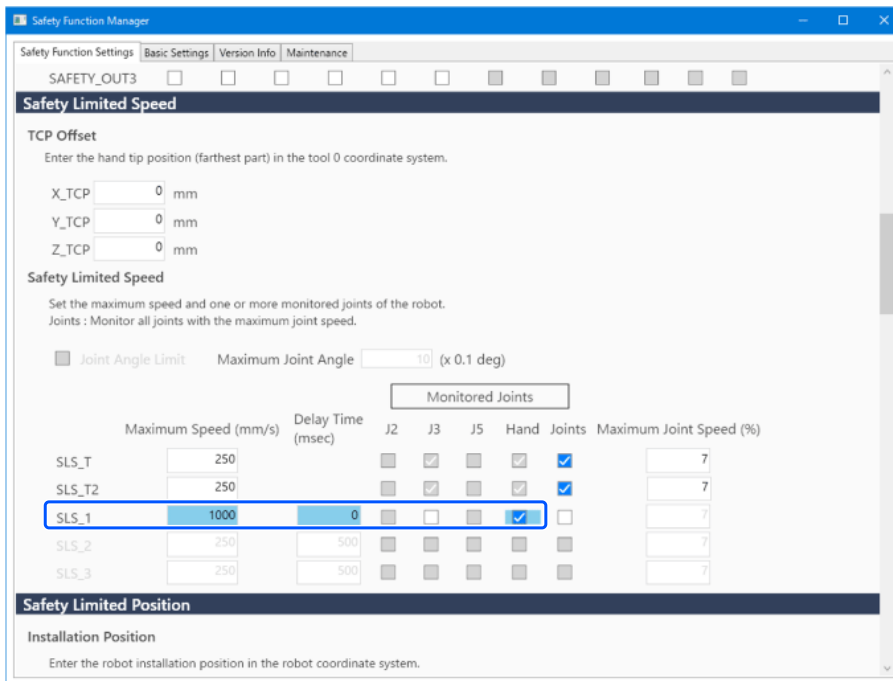 Safety Function Manager
Safety Function Settings Basic Settings Version Info Maintenance
SAFETY_OUT3
Safety Limited Speed
TCP Offset
Enter the hand tip position (farthest part) in the tool 0 coordinate system.
X_TCP 0 mm
Y_TCP 0 mm
Z_TCP 0 mm
Safety Limited Speed
Set the maximum speed and one or more monitored joints of the robot.
Joints : Monitor all joints with the maximum joint speed.
Joint Angle Limit Maximum Joint Angle 10 (x 0.1 deg)
Monitored Joints
Maximum Speed (mm/s) Delay Time (msec) J2 J3 J5 Hand Joints Maximum Joint Speed (%)
SLS_T 250 7
SLS_T2 250 7
SLS_1 1000 0 7
SLS_2 250 500 7
SLS_3 250 500 7
Safety Limited Position
Installation Position
Enter the robot installation position in the robot coordinate system.